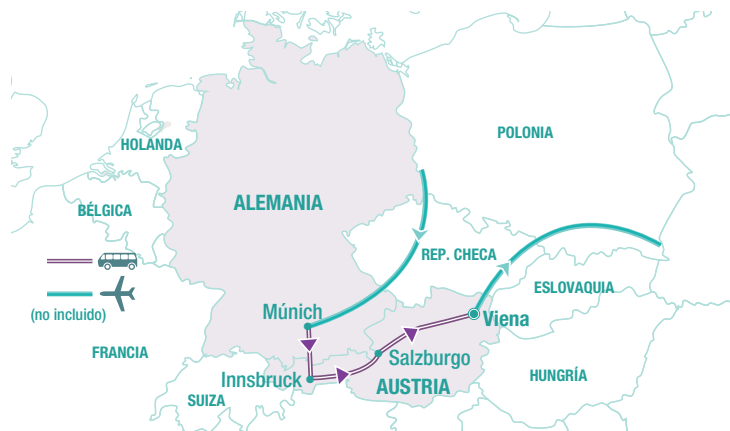 POLONIA
HOLANDA
ALEMANIA
BÉLGICA
REP. CHECA
ESLOVAQUIA
(no incluido)
Múnich
Viena
FRANCIA
Salzburgo
Innsbruck
AUSTRIA
HUNGRÍA
SUIZA